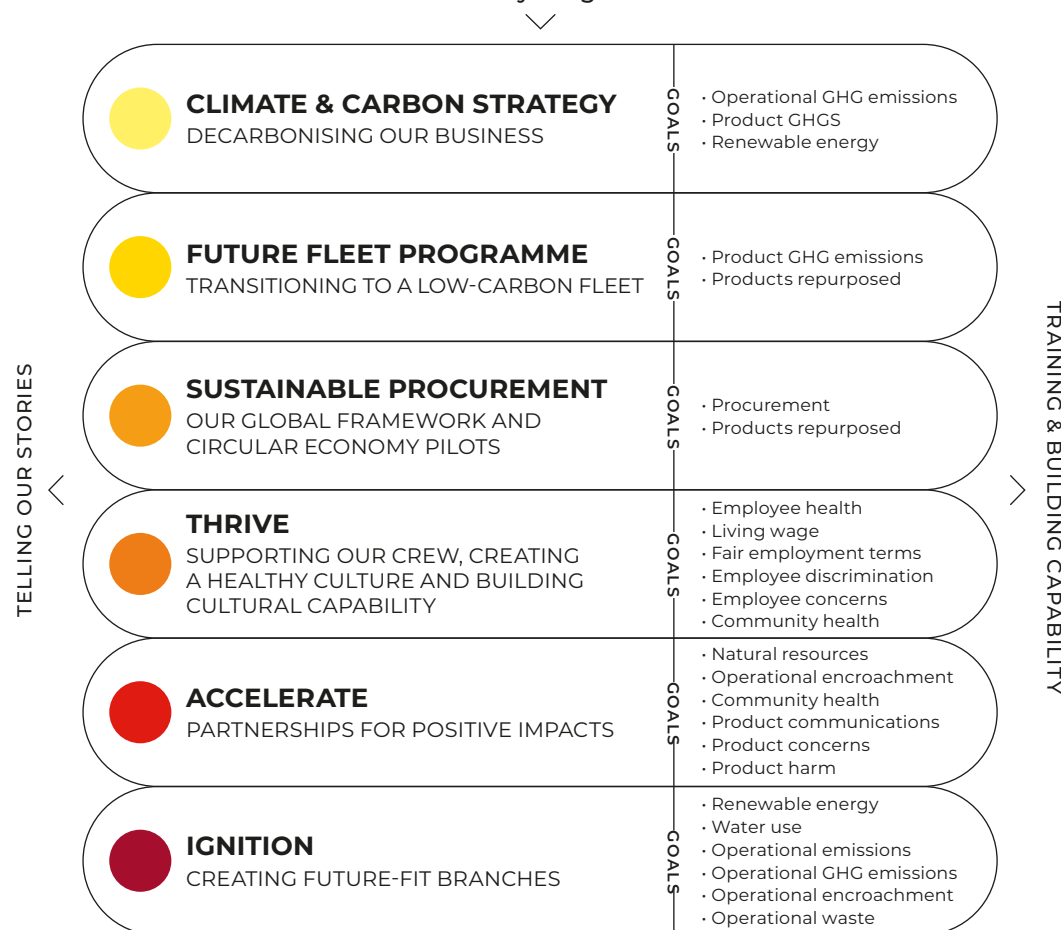 CLIMATE & CARBON STRATEGY
DECARBONISING OUR BUSINESS
GOALS
• Operational GHG emissions
• Product GHGS
• Renewable energy
FUTURE FLEET PROGRAMME
TRANSITIONING TO A LOW-CARBON FLEET
GOALS
• Product GHG emissions
• Products repurposed
SUSTAINABLE PROCUREMENT
OUR GLOBAL FRAMEWORK AND
CIRCULAR ECONOMY PILOTS
GOALS
• Procurement
• Products repurposed
THRIVE
SUPPORTING OUR CREW, CREATING
A HEALTHY CULTURE AND BUILDING
CULTURAL CAPABILITY
GOALS
• Employee health
• Living wage
• Fair employment terms
• Employee discrimination
• Employee concerns
• Community health
ACCELERATE
PARTNERSHIPS FOR POSITIVE IMPACTS
GOALS
• Natural resources
• Operational encroachment
• Community health
• Product communications
• Product concerns
• Product harm
IGNITION
CREATING FUTURE-FIT BRANCHES
GOALS
• Renewable energy
• Water use
• Operational emissions
• Operational GHG emissions
• Operational encroachment
• Operational waste
TELLING OUR STORIES
TRAINING & BUILDING CAPABILITY